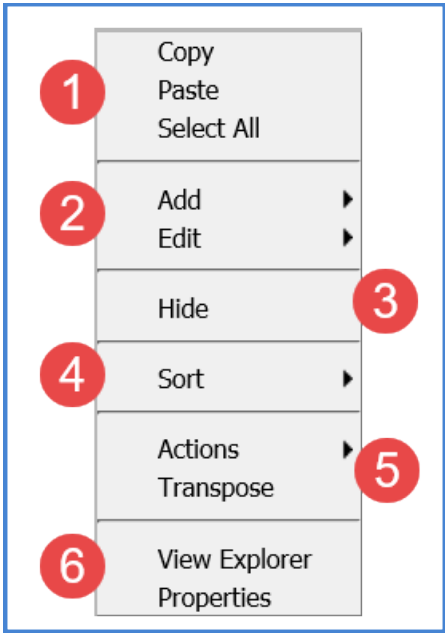 Copy
1
Paste
Select All
2
Add
Edit
3
Hide
4
Sort
Actions
5
Transpose
6
View Explorer
Properties